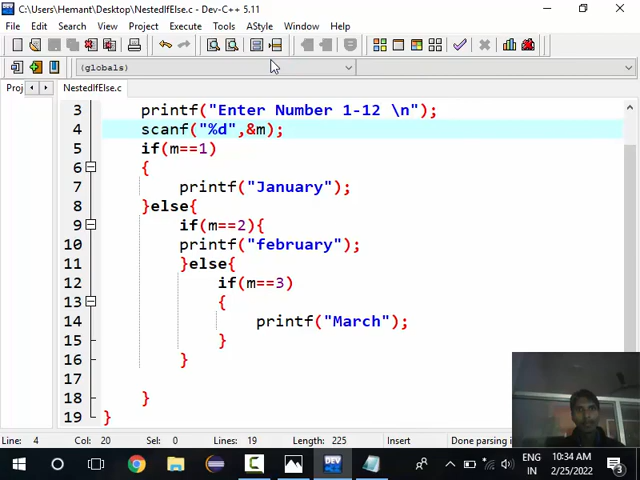 C:\Users\Hemant\Desktop\NestedIfElse.c - Dev-C++ 5.11
File Edit Search View Project Execute Tools AStyle Window Help
(globals)
Proj NestedIfElse.c
3 printf("Enter Number 1-12 \n");
4 scanf("%d",&m);
5 if(m==1)
6 {
7 printf("January");
8 }else{
9 if(m==2){
10 printf("february");
11 }else{
12 if(m==3)
13 {
14 printf("March");
15 }
16 }
17
18 }
19 }
Line: 4 Col: 20 Sel: 0 Lines: 19 Length: 225 Insert Done parsing in
DEV
ENG 10:34 AM
IN 2/25/2022
3